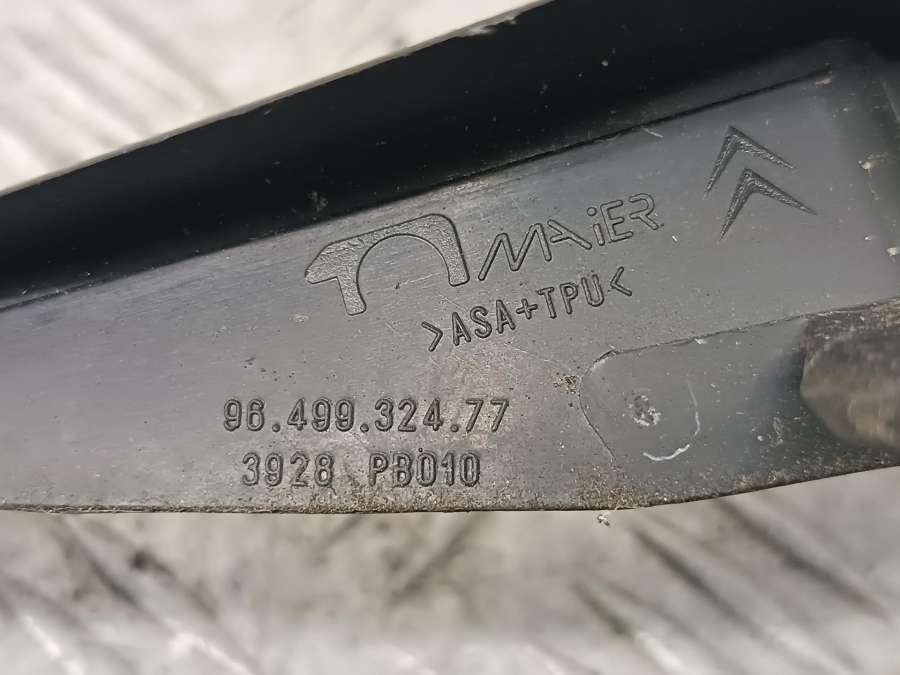 MAiER
>ASA+TPU<
96.499.324.77
3928 PB010